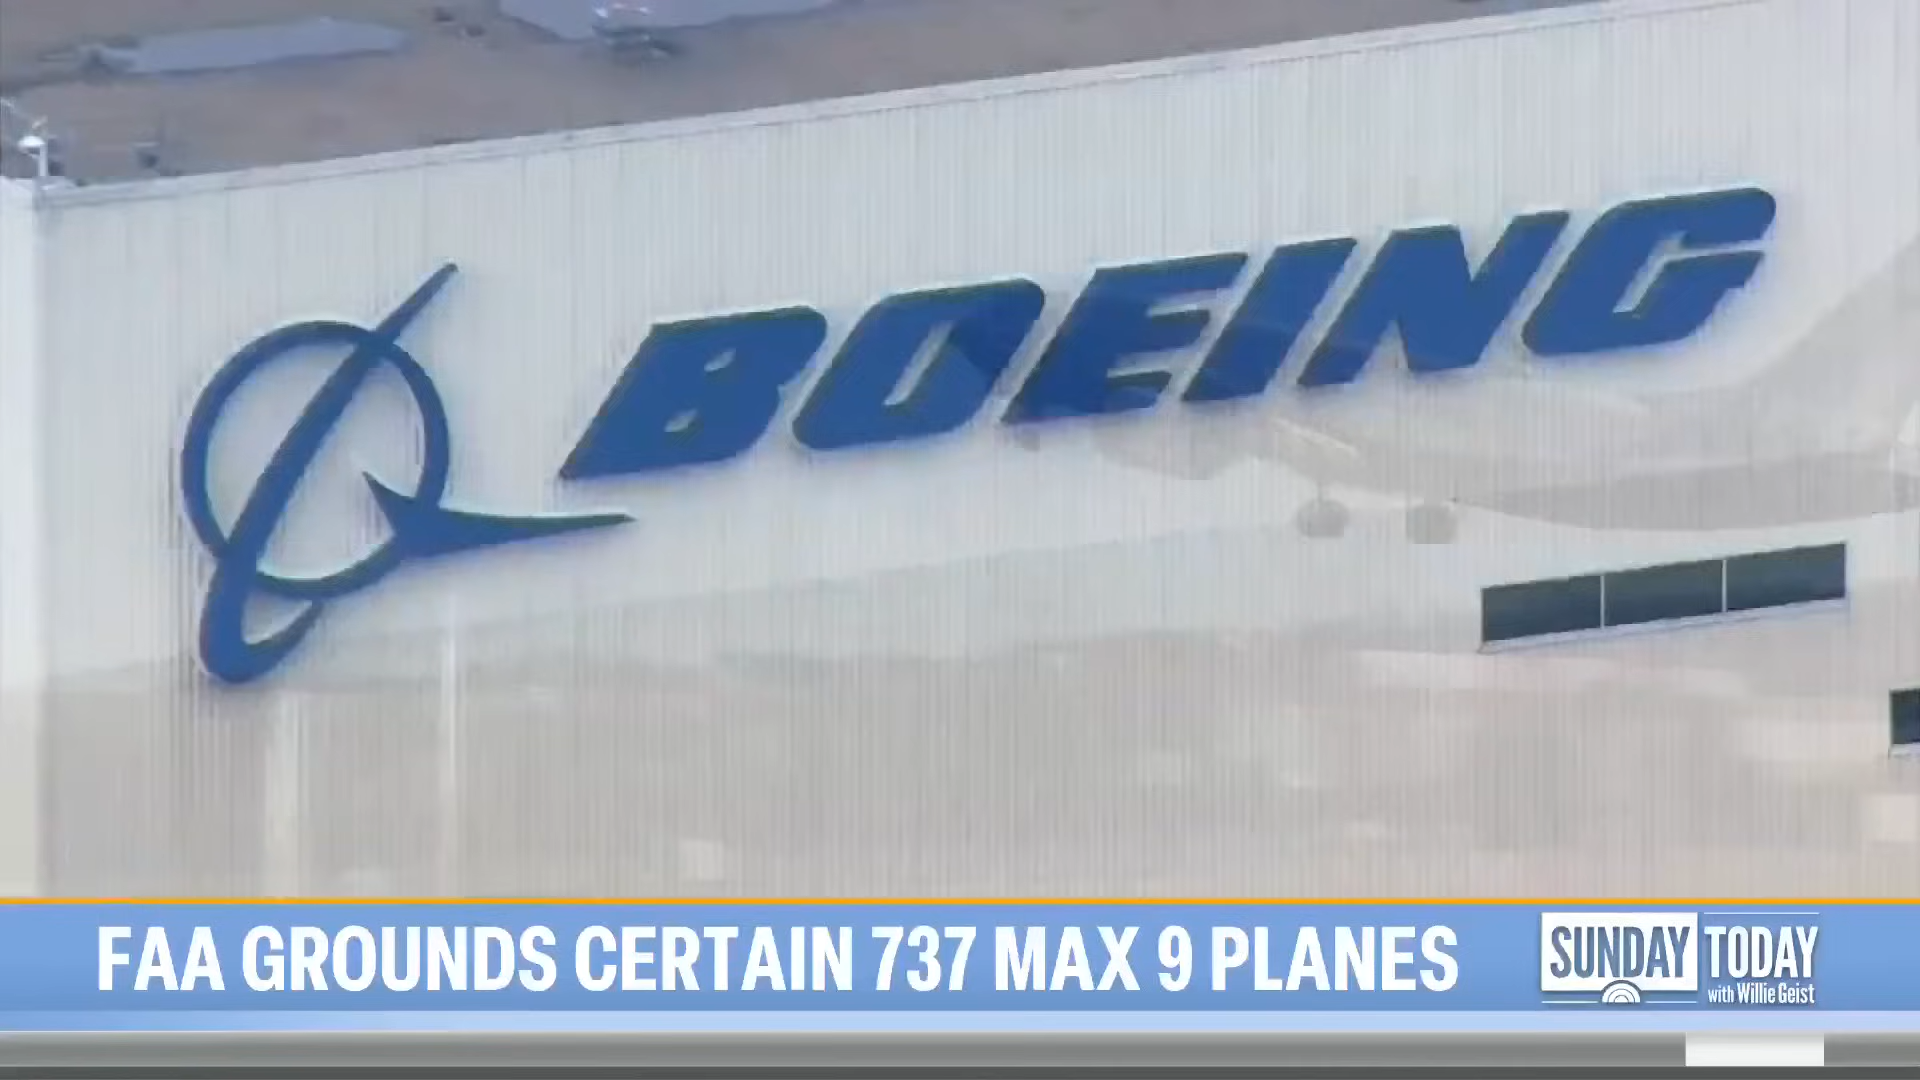 BOEING
FAA GROUNDS CERTAIN 737 MAX 9 PLANES
SUNDAY TODAY
with Willie Geist